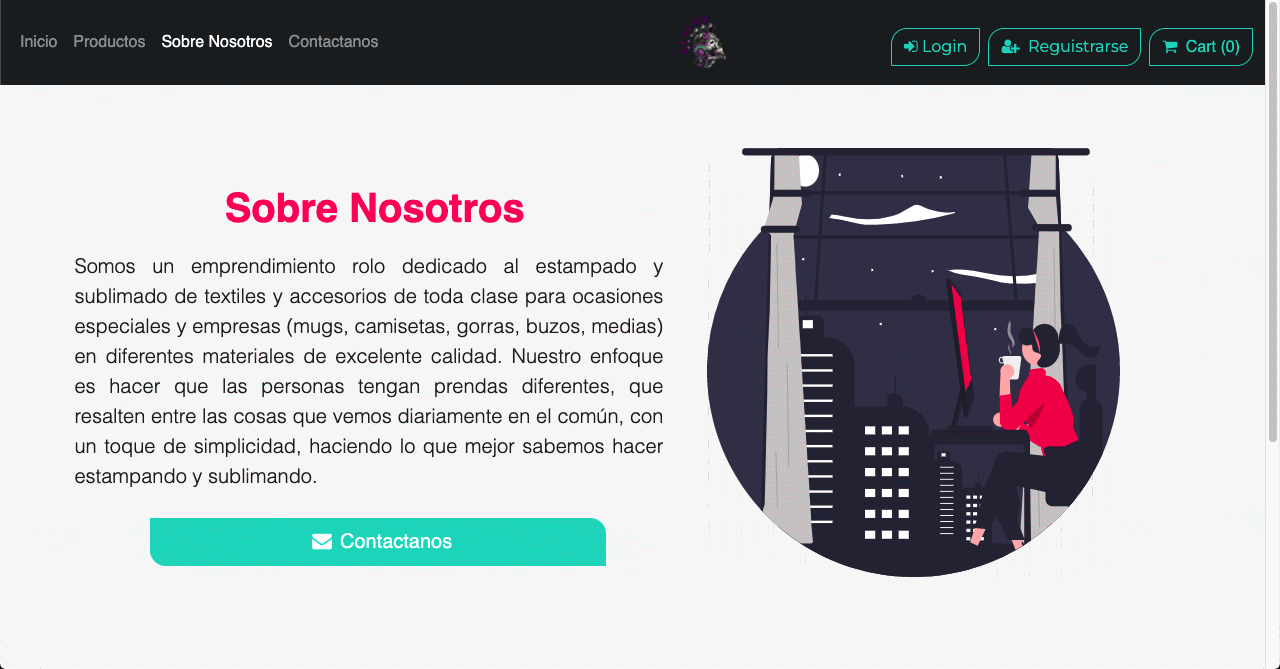 Inicio Productos Sobre Nosotros Contactanos
Login Reguistrarse Cart (0)
Sobre Nosotros
Somos un emprendimiento rolo dedicado al estampado y
sublimado de textiles y accesorios de toda clase para ocasiones
especiales y empresas (mugs, camisetas, gorras, buzos, medias)
en diferentes materiales de excelente calidad. Nuestro enfoque
es hacer que las personas tengan prendas diferentes, que
resalten entre las cosas que vemos diariamente en el común, con
un toque de simplicidad, haciendo lo que mejor sabemos hacer
estampando y sublimando.
Contactanos